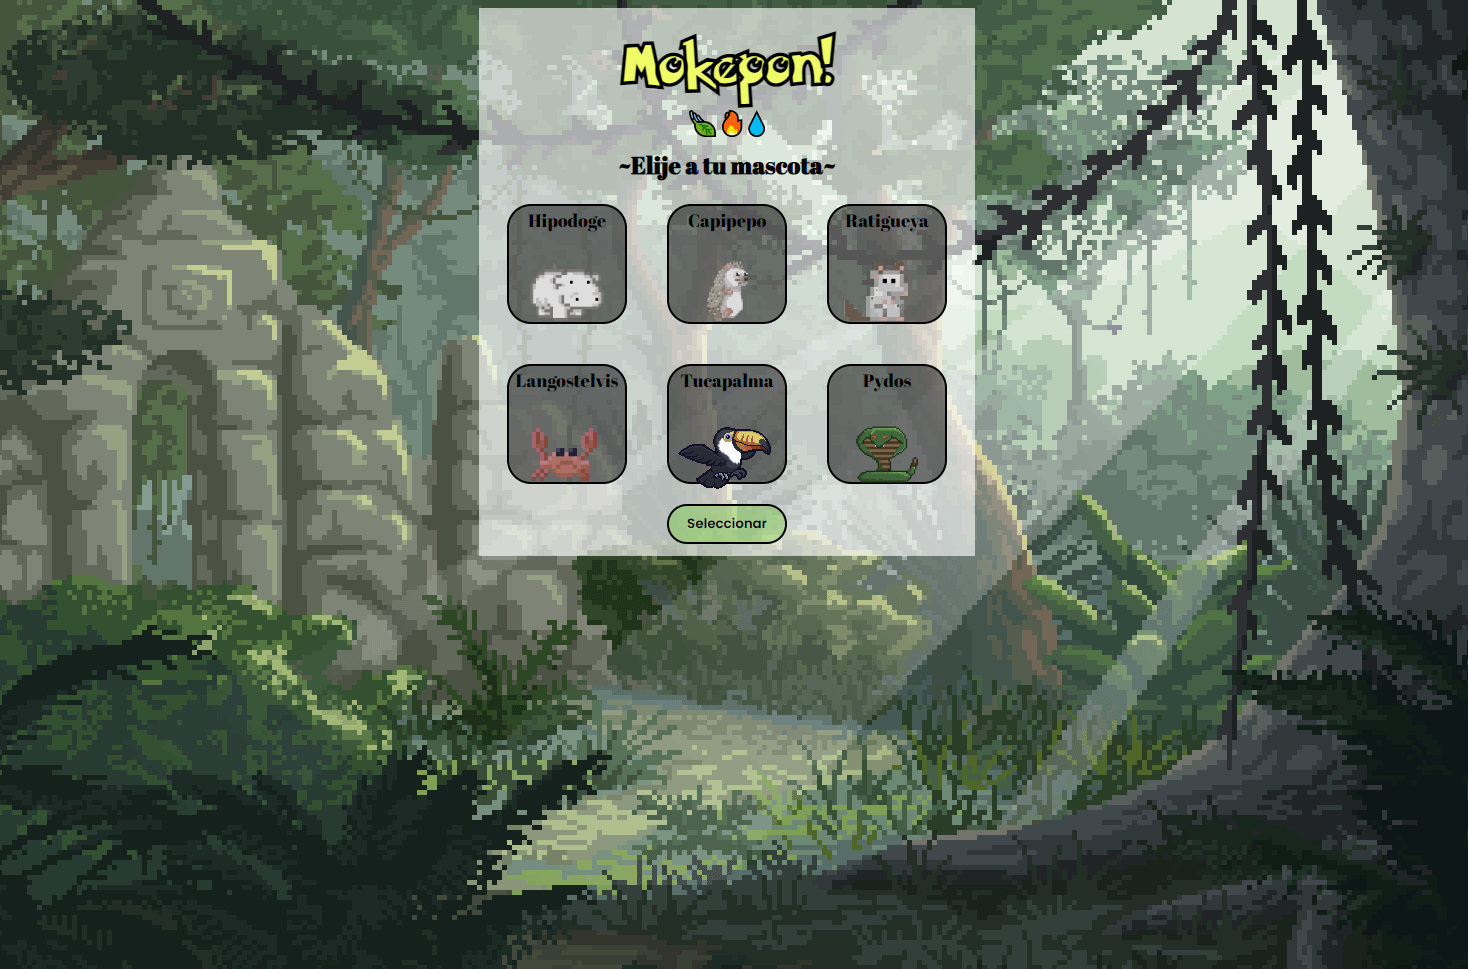 Mokepon!
~Elije a tu mascota~
Hipodoge
Capipepo
Ratigueya
Langostelvis
Tucapalma
Pydos
Seleccionar